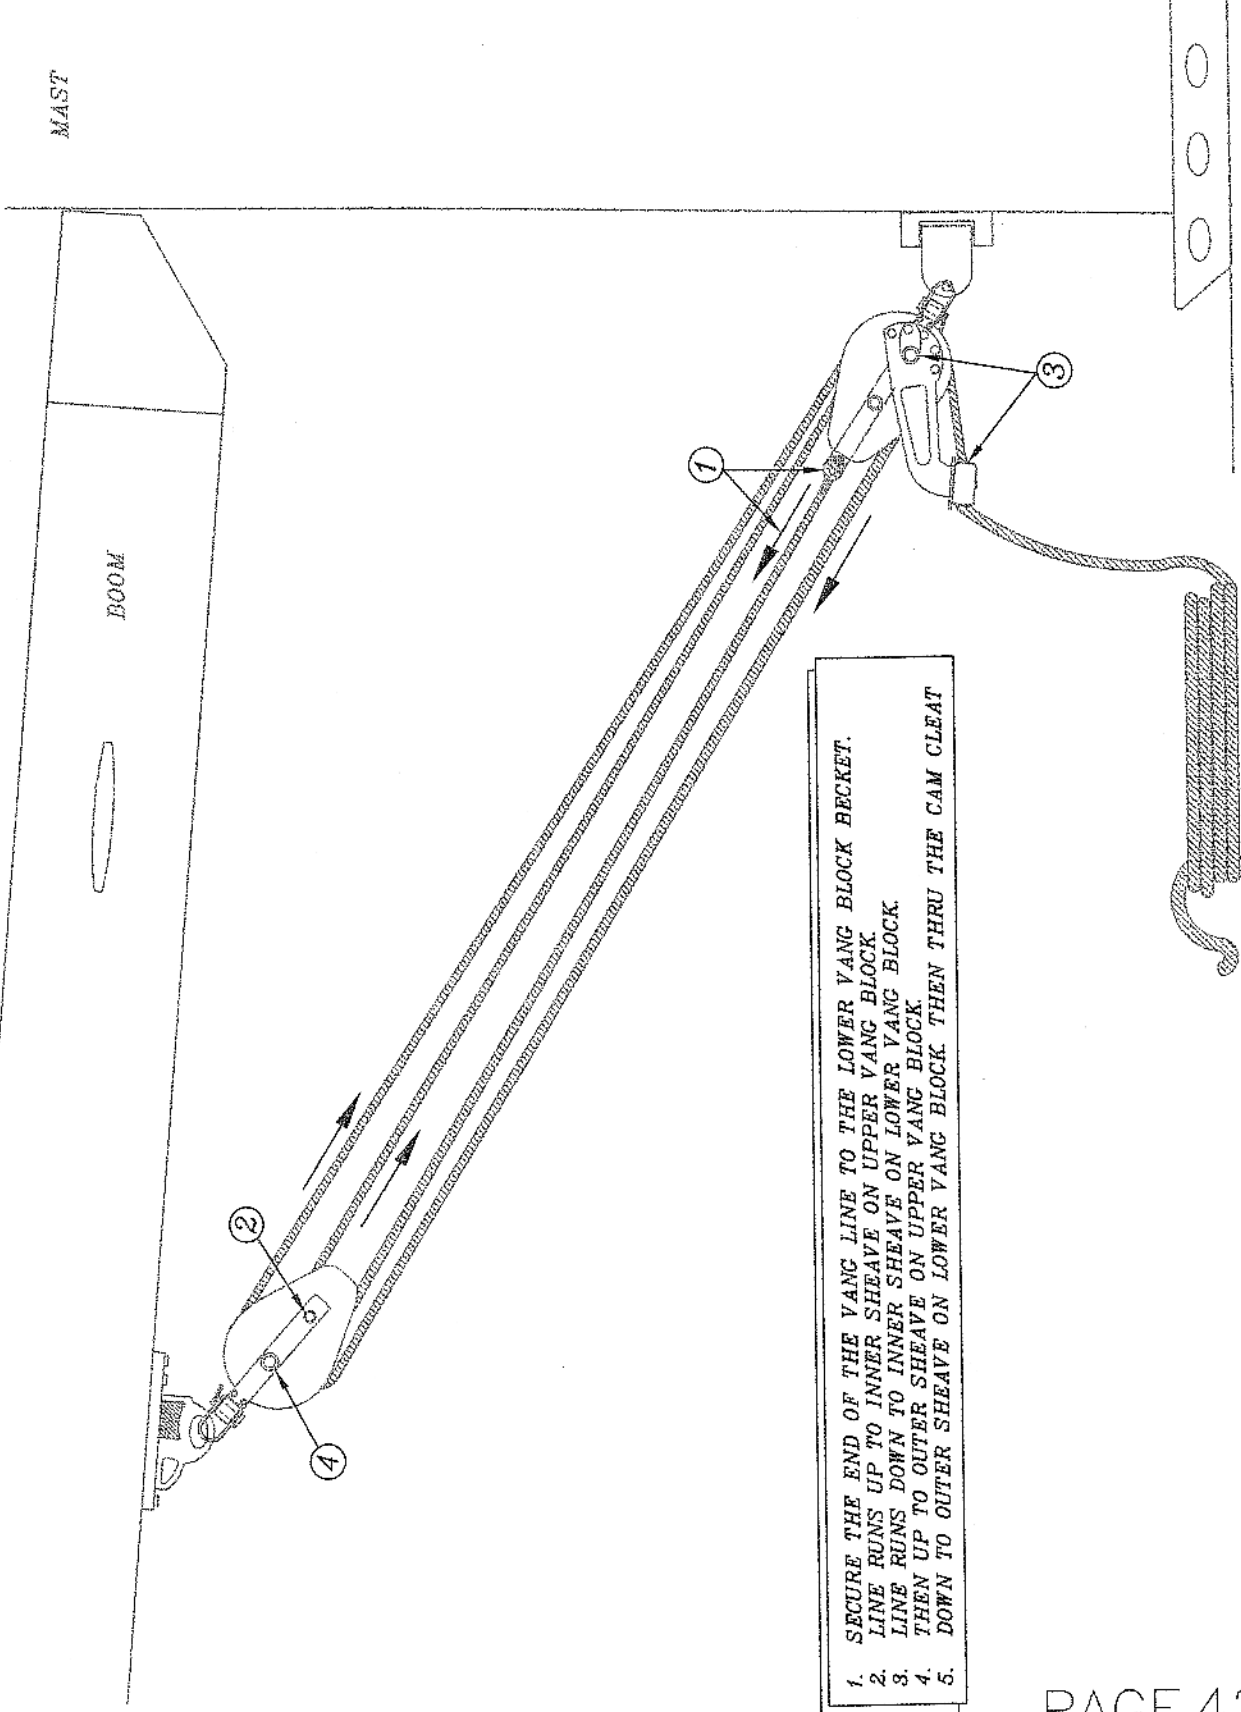 MAST
BOOM
1
2
3
4
1. SECURE THE END OF THE VANG LINE TO THE LOWER VANG BLOCK BECKET.
2. LINE RUNS UP TO INNER SHEAVE ON UPPER VANG BLOCK.
3. LINE RUNS DOWN TO INNER SHEAVE ON LOWER VANG BLOCK.
4. THEN UP TO OUTER SHEAVE ON UPPER VANG BLOCK.
5. DOWN TO OUTER SHEAVE ON LOWER VANG BLOCK THEN THRU THE CAM CLEAT
PAGE